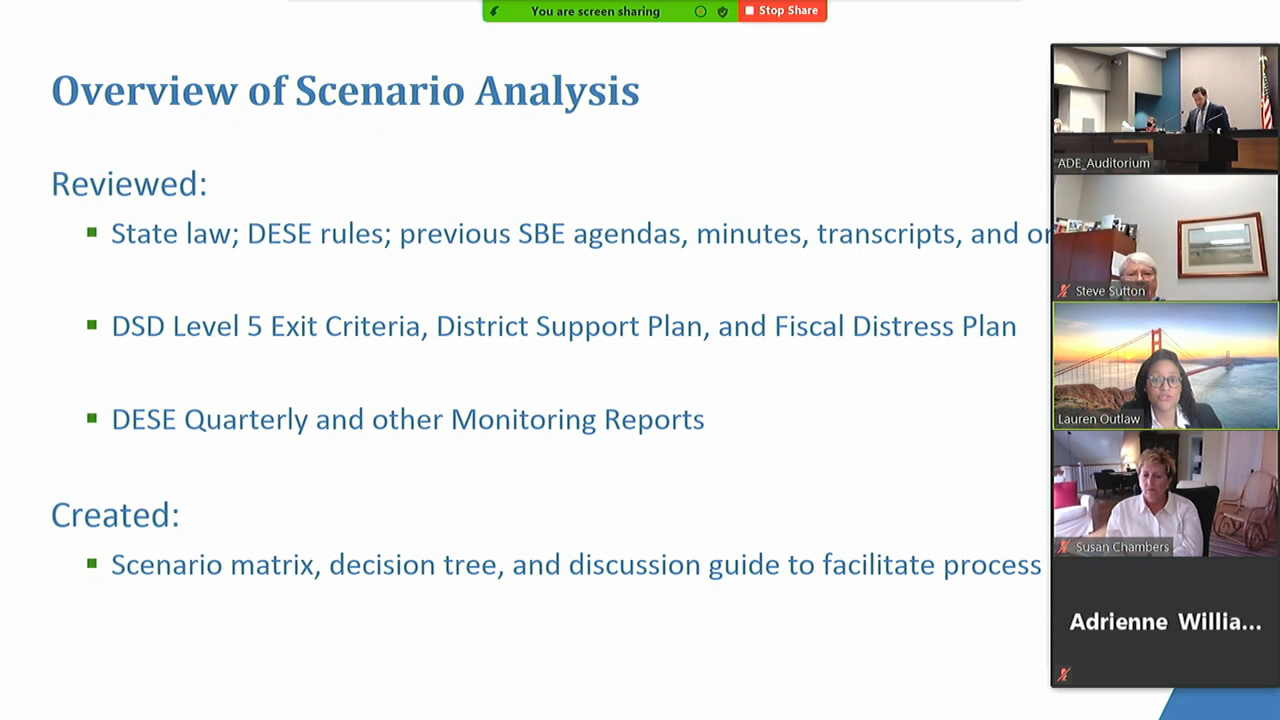 You are screen sharing
Stop Share
Overview of Scenario Analysis
Reviewed:
State law; DESE rules; previous SBE agendas, minutes, transcripts, and or
DSD Level 5 Exit Criteria, District Support Plan, and Fiscal Distress Plan
DESE Quarterly and other Monitoring Reports
Created:
Scenario matrix, decision tree, and discussion guide to facilitate process
ADE_Auditorium
Steve Sutton
Lauren Outlaw
Susan Chambers
Adrienne Willia...